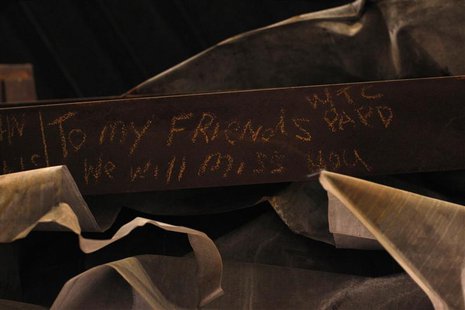 To my Friends WTC
PAPD
We will miss you